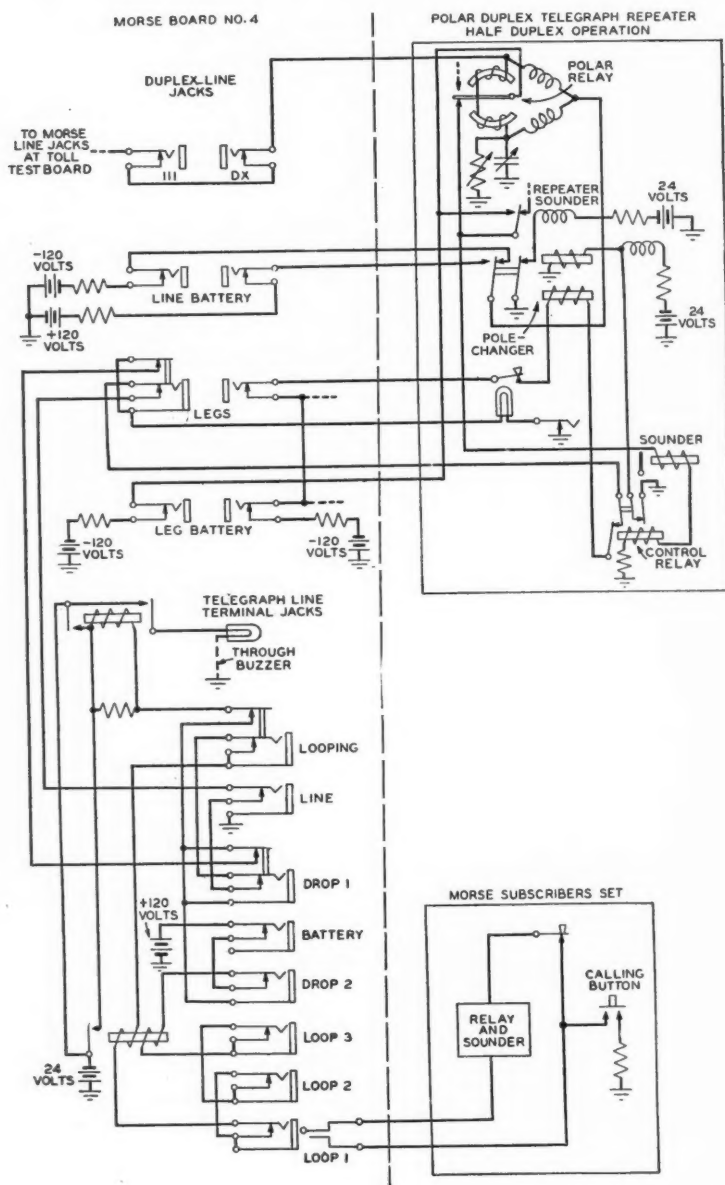 MORSE BOARD NO. 4
POLAR DUPLEX TELEGRAPH REPEATER
HALF DUPLEX OPERATION
DUPLEX LINE
JACKS
POLAR
RELAY
TO MORSE
LINE JACKS
AT TOLL
TESTBOARD
III
DX
REPEATER
SOUNDER
24
VOLTS
-120
VOLTS
LINE BATTERY
+120
VOLTS
POLE-
CHANGER
24
VOLTS
LEGS
SOUNDER
LEG BATTERY
-120
VOLTS
-120
VOLTS
CONTROL
RELAY
TELEGRAPH LINE
TERMINAL JACKS
THROUGH
BUZZER
LOOPING
LINE
DROP 1
+120
VOLTS
BATTERY
DROP 2
LOOP 3
24
VOLTS
LOOP 2
LOOP 1
MORSE SUBSCRIBERS SET
CALLING
BUTTON
RELAY
AND
SOUNDER